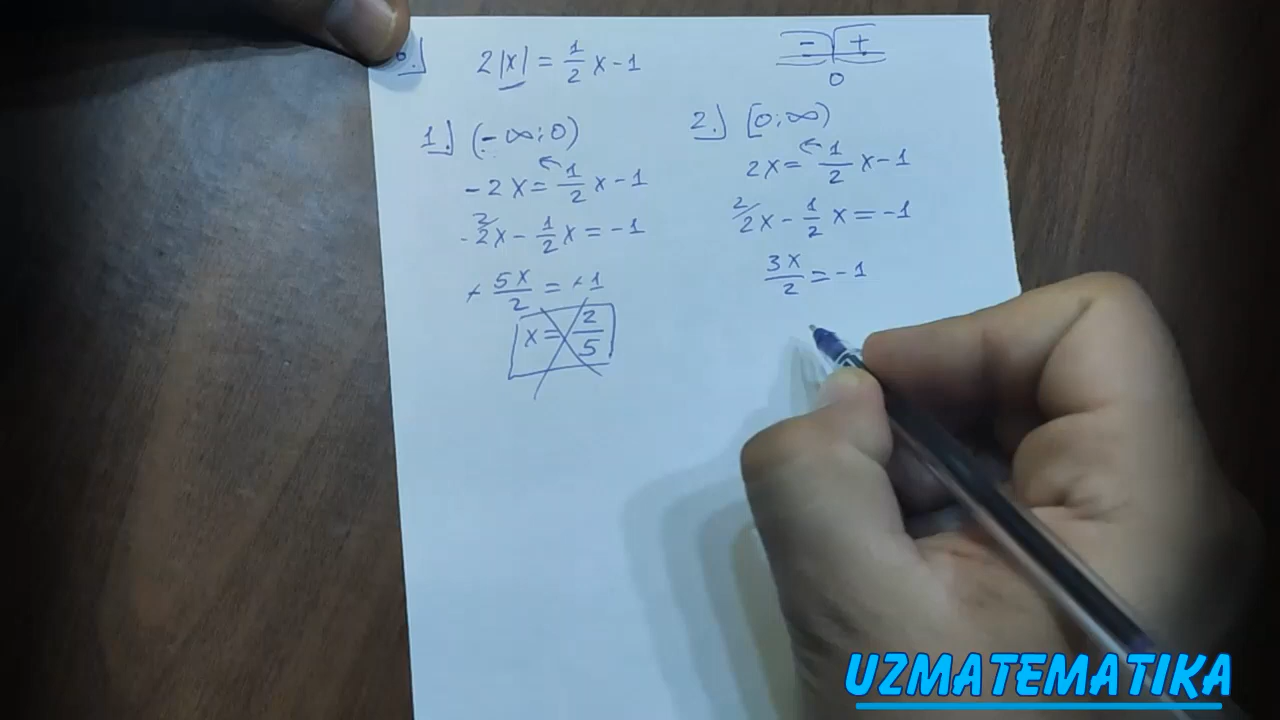 2|x| = 1/2 x - 1
- +
0
1.) (-∞; 0)
-2x = 1/2 x - 1
-2x - 1/2 x = -1
5x/2 = 1
x = 2/5
2.) [0; ∞)
2x = 1/2 x - 1
2x - 1/2 x = -1
3x/2 = -1
UZMATEMATIKA